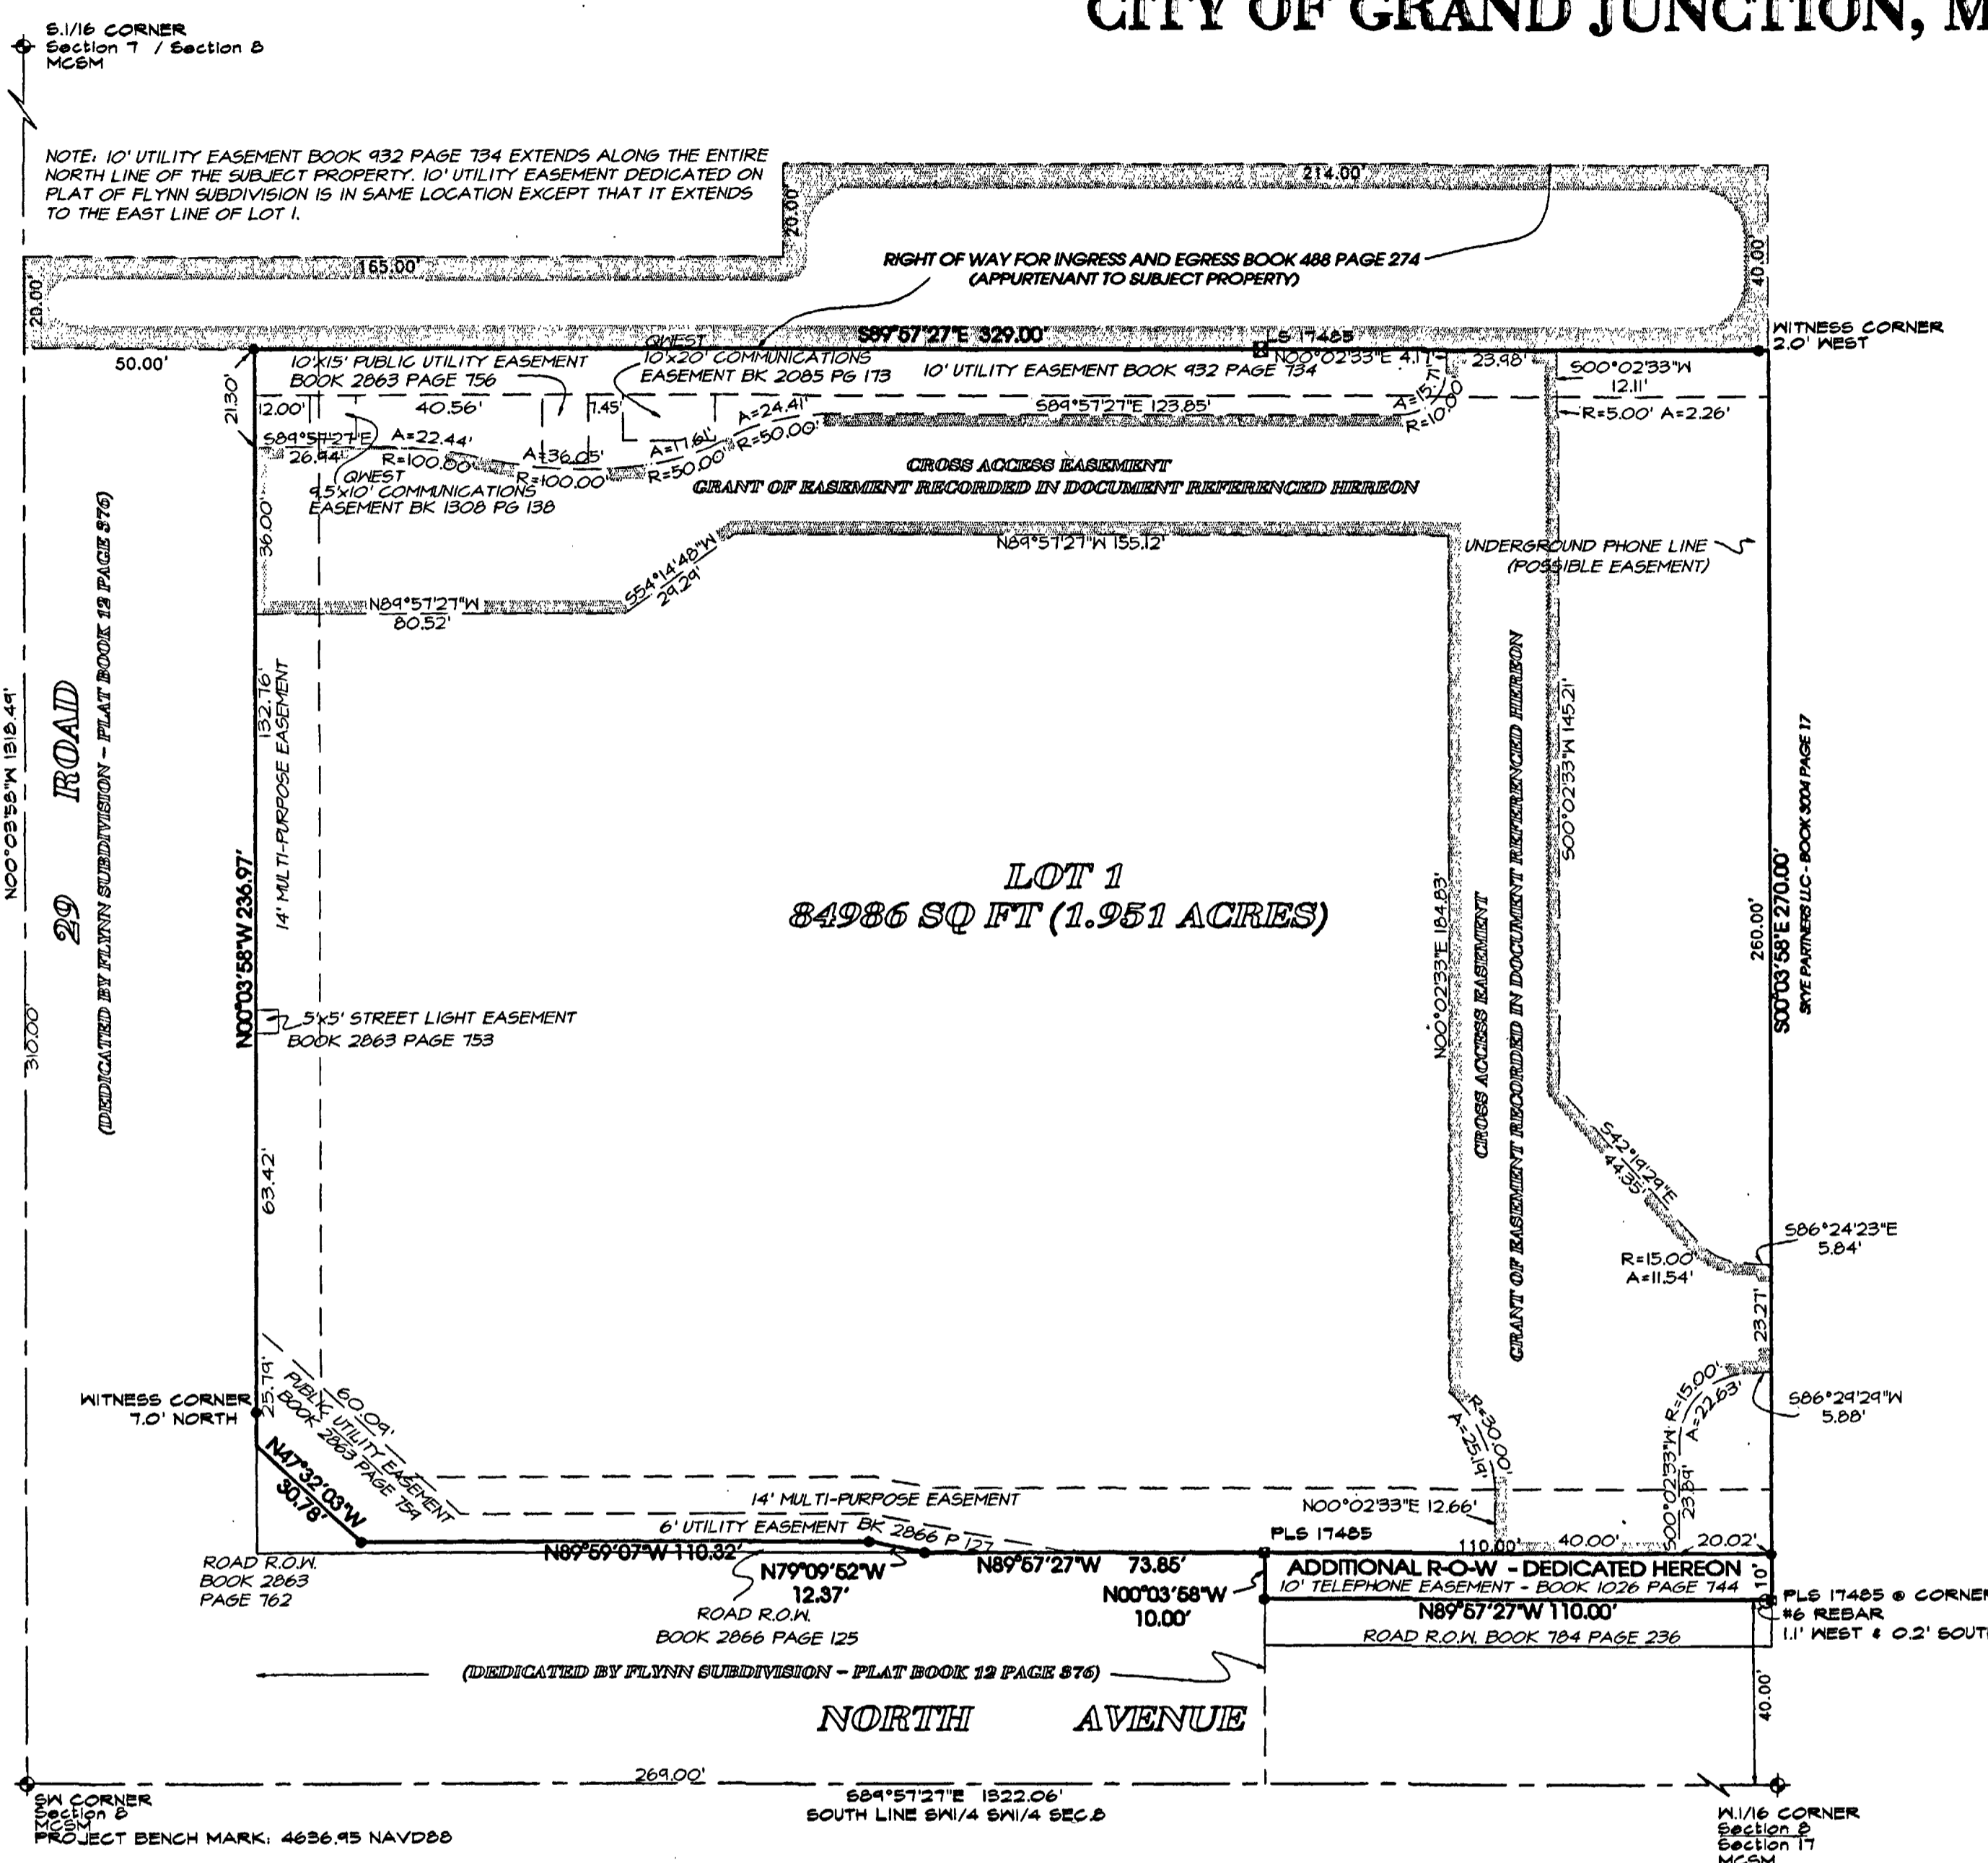 CITY OF GRAND JUNCTION, M
S.1/16 CORNER
Section 7 / Section 8
MCSM
NOTE: 10' UTILITY EASEMENT BOOK 932 PAGE 734 EXTENDS ALONG THE ENTIRE
NORTH LINE OF THE SUBJECT PROPERTY. 10' UTILITY EASEMENT DEDICATED ON
PLAT OF FLYNN SUBDIVISION IS IN SAME LOCATION EXCEPT THAT IT EXTENDS
TO THE EAST LINE OF LOT 1.
214.00'
20.00'
RIGHT OF WAY FOR INGRESS AND EGRESS BOOK 488 PAGE 274
(APPURTENANT TO SUBJECT PROPERTY)
165.00'
20.00'
40.00'
S89°57'27"E 329.00'
LS 17485
WITNESS CORNER
2.0' WEST
50.00'
10'X15' PUBLIC UTILITY EASEMENT
BOOK 2863 PAGE 756
QWEST
10'x20' COMMUNICATIONS
EASEMENT BK 2085 PG 173
10' UTILITY EASEMENT BOOK 932 PAGE 734
N00°02'33"E 4.17'
23.98'
S00°02'33"W
12.11'
R=5.00' A=2.26'
21.30'
12.00'
40.56'
7.45'
A=24.41'
R=50.00'
S89°57'27"E 123.85'
A=15.71'
R=10.00'
S89°57'27"E
26.94'
A=22.44'
R=100.00'
A=36.05'
R=100.00'
A=17.61'
R=50.00'
QWEST
9.5'x10' COMMUNICATIONS
EASEMENT BK 1308 PG 138
CROSS ACCESS EASEMENT
GRANT OF EASEMENT RECORDED IN DOCUMENT REFERENCED HEREON
36.00'
N89°57'27"W 155.12'
S54°14'48"W
29.29'
N89°57'27"W
80.52'
UNDERGROUND PHONE LINE
(POSSIBLE EASEMENT)
N00°03'58"W 1318.49'
310.00'
29 ROAD
(DEDICATED BY FLYNN SUBDIVISION - PLAT BOOK 12 PAGE 376)
N00°03'58"W 236.97'
132.76'
14' MULTI-PURPOSE EASEMENT
LOT 1
84986 SQ FT (1.951 ACRES)
N00°02'33"E 184.83'
CROSS ACCESS EASEMENT
GRANT OF EASEMENT RECORDED IN DOCUMENT REFERENCED HEREON
S00°02'33"W 145.21'
260.00'
S00°03'58"E 270.00'
SKYE PARTNERS LLC - BOOK 3004 PAGE 17
5'x5' STREET LIGHT EASEMENT
BOOK 2863 PAGE 753
63.42'
S42°19'29"E
44.35'
S86°24'23"E
5.84'
R=15.00'
A=11.54'
23.27'
WITNESS CORNER
7.0' NORTH
25.79'
60.09'
PUBLIC UTILITY EASEMENT
BOOK 2863 PAGE 759
N47°32'03"W
30.78'
R=30.00'
A=25.19'
R=15.00'
A=22.63'
S86°29'29"W
5.88'
S00°02'33"W
23.89'
14' MULTI-PURPOSE EASEMENT
N00°02'33"E 12.66'
6' UTILITY EASEMENT BK 2866 P 127
PLS 17485
110.00'
40.00'
20.02'
N89°59'07"W 110.32'
N79°09'52"W
12.37'
N89°57'27"W 73.85'
ADDITIONAL R-O-W - DEDICATED HEREON
10' TELEPHONE EASEMENT - BOOK 1026 PAGE 744
10'
N00°03'58"W
10.00'
N89°57'27"W 110.00'
PLS 17485 @ CORNER
#6 REBAR
1.1' WEST & 0.2' SOUTH
ROAD R.O.W.
BOOK 2863
PAGE 762
ROAD R.O.W.
BOOK 2866 PAGE 125
ROAD R.O.W. BOOK 784 PAGE 236
(DEDICATED BY FLYNN SUBDIVISION - PLAT BOOK 12 PAGE 376)
40.00'
NORTH AVENUE
269.00'
S89°57'27"E 1322.06'
SOUTH LINE SW1/4 SW1/4 SEC.8
SW CORNER
Section 8
MCSM
PROJECT BENCH MARK: 4636.95 NAVD88
W.1/16 CORNER
Section 8
Section 17
MCSM